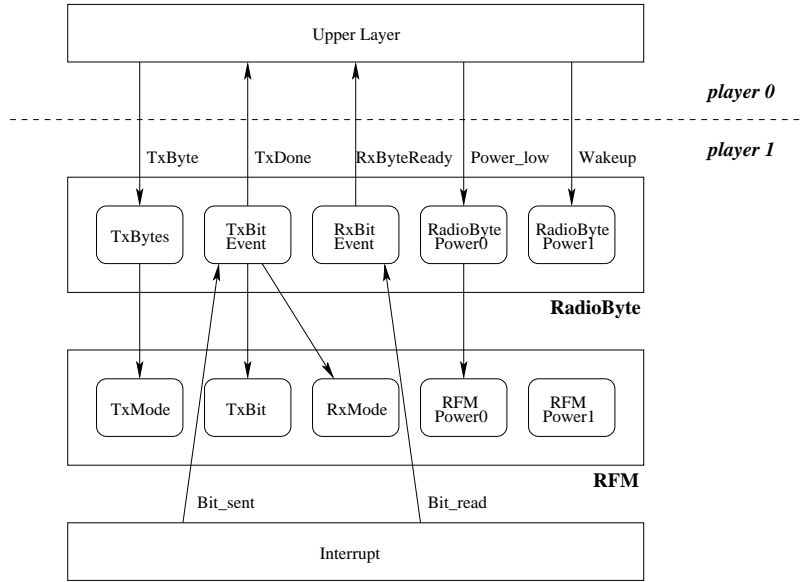 Upper Layer
player 0
TxByte
TxDone
RxByteReady
Power_low
Wakeup
player 1
TxBytes
TxBit
Event
RxBit
Event
RadioByte
Power0
RadioByte
Power1
RadioByte
TxMode
TxBit
RxMode
RFM
Power0
RFM
Power1
RFM
Bit_sent
Bit_read
Interrupt